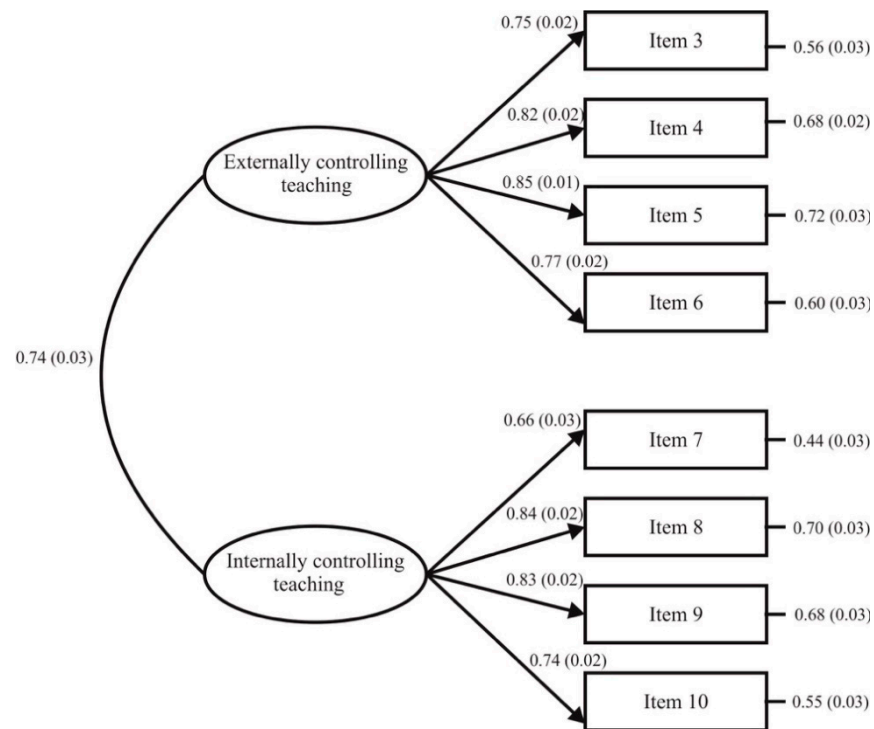 0.75 (0.02)
Item 3
0.56 (0.03)
0.82 (0.02)
Item 4
0.68 (0.02)
Externally controlling
teaching
0.85 (0.01)
Item 5
0.72 (0.03)
0.77 (0.02)
Item 6
0.60 (0.03)
0.74 (0.03)
0.66 (0.03)
Item 7
0.44 (0.03)
0.84 (0.02)
Item 8
0.70 (0.03)
Internally controlling
teaching
0.83 (0.02)
Item 9
0.68 (0.03)
0.74 (0.02)
Item 10
0.55 (0.03)